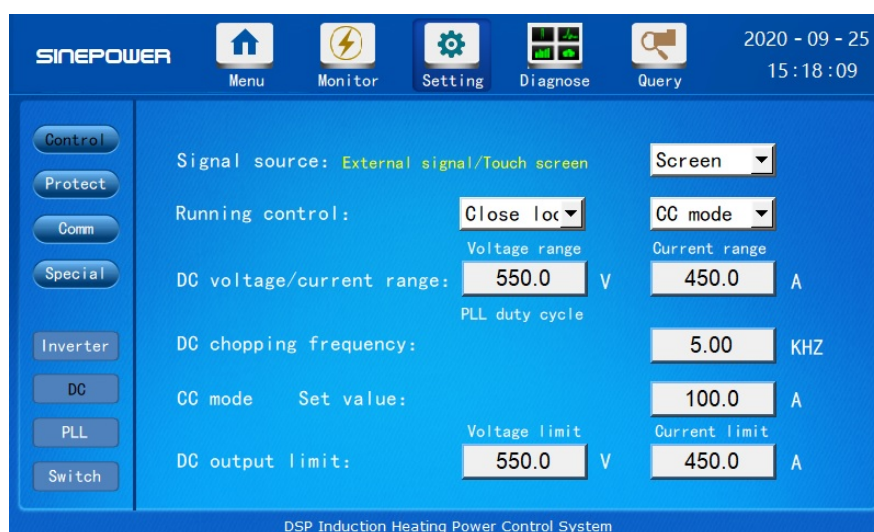 SINEPOWER
Menu
Monitor
Setting
Diagnose
Query
2020 - 09 - 25
15:18:09
Control
Protect
Comm
Special
Inverter
DC
PLL
Switch
Signal source: External signal/Touch screen Screen
Running control: Close loc CC mode
Voltage range Current range
DC voltage/current range: 550.0 V 450.0 A
PLL duty cycle
DC chopping frequency: 5.00 KHZ
CC mode Set value: 100.0 A
Voltage limit Current limit
DC output limit: 550.0 V 450.0 A
DSP Induction Heating Power Control System